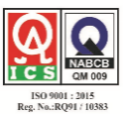 ICS
NABCB
QM 009
ISO 9001 : 2015
Reg. No.:RQ91 / 10383